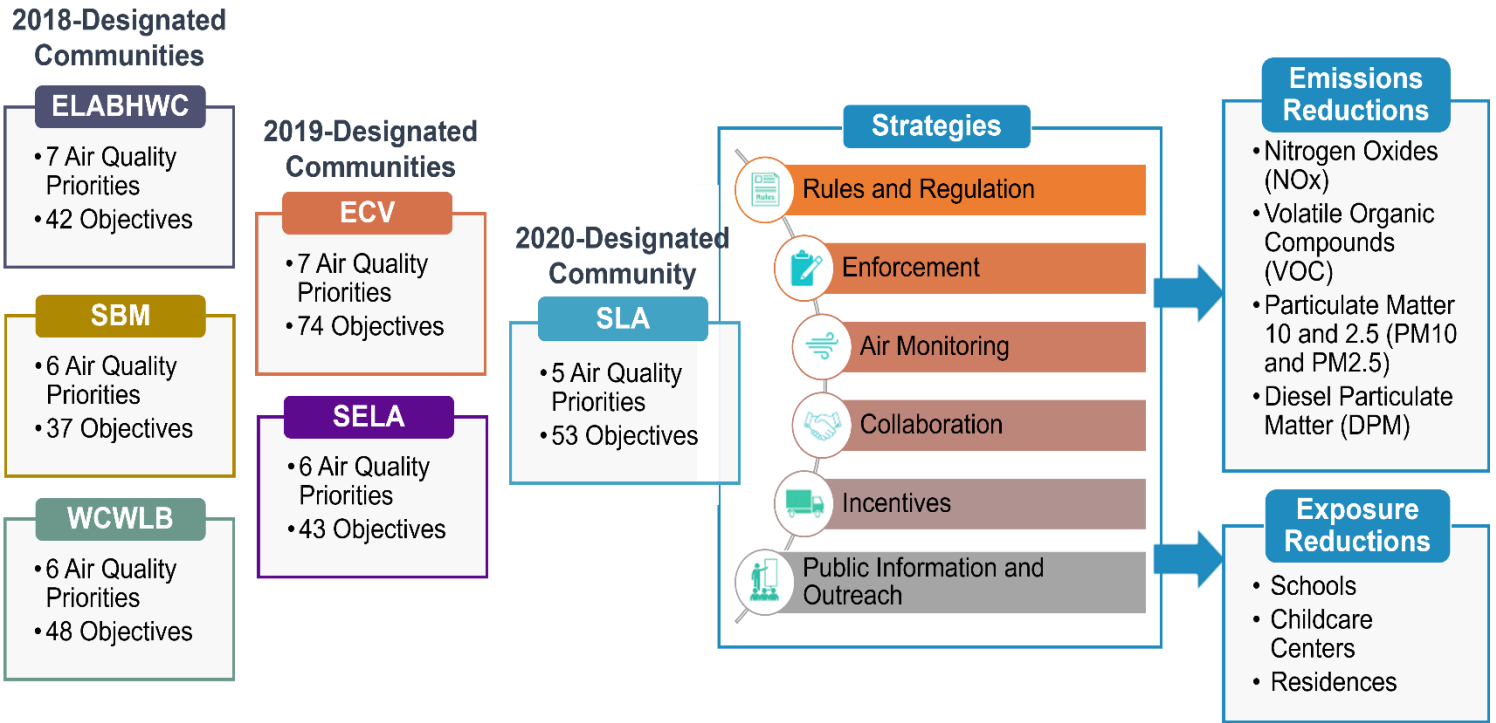 2018-Designated
Communities
ELABHWC
•7 Air Quality
Priorities
•42 Objectives
SBM
•6 Air Quality
Priorities
•37 Objectives
WCWLB
•6 Air Quality
Priorities
•48 Objectives
2019-Designated
Communities
ECV
•7 Air Quality
Priorities
•74 Objectives
SELA
•6 Air Quality
Priorities
•43 Objectives
2020-Designated
Community
SLA
•5 Air Quality
Priorities
•53 Objectives
Strategies
Rules
Rules and Regulation
Enforcement
Air Monitoring
Collaboration
Incentives
Public Information and
Outreach
Emissions
Reductions
•Nitrogen Oxides
(NOx)
•Volatile Organic
Compounds
(VOC)
•Particulate Matter
10 and 2.5 (PM10
and PM2.5)
•Diesel Particulate
Matter (DPM)
Exposure
Reductions
• Schools
• Childcare
Centers
• Residences